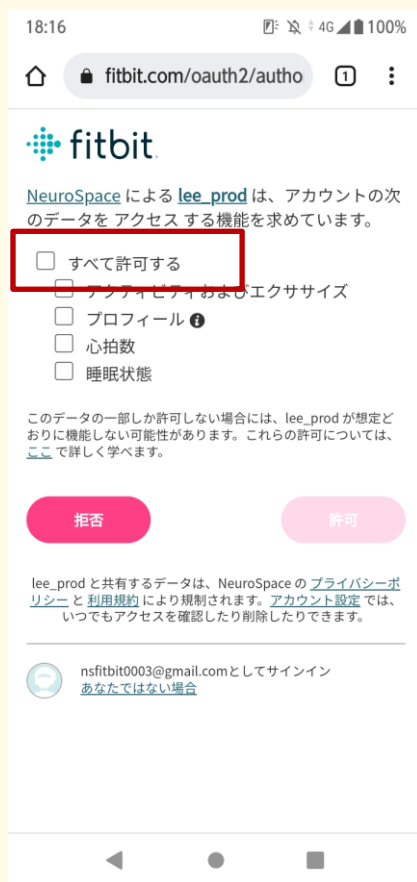 18:16 4G 100%
fitbit.com/oauth2/autho 1
fitbit
NeuroSpace による lee_prod は、アカウントの次
のデータを アクセス する機能を求めています。
すべて許可する
アクティビティおよびエクササイズ
プロフィール
心拍数
睡眠状態
このデータの一部しか許可しない場合には、lee_prod が想定ど
おりに機能しない可能性があります。これらの許可については、
ここ で詳しく学べます。
拒否 許可
lee_prod と共有するデータは、NeuroSpace の プライバシーポ
リシー と 利用規約 により規制されます。アカウント設定 では、
いつでもアクセスを確認したり削除したりできます。
nsfitbit0003@gmail.comとしてサインイン
あなたではない場合